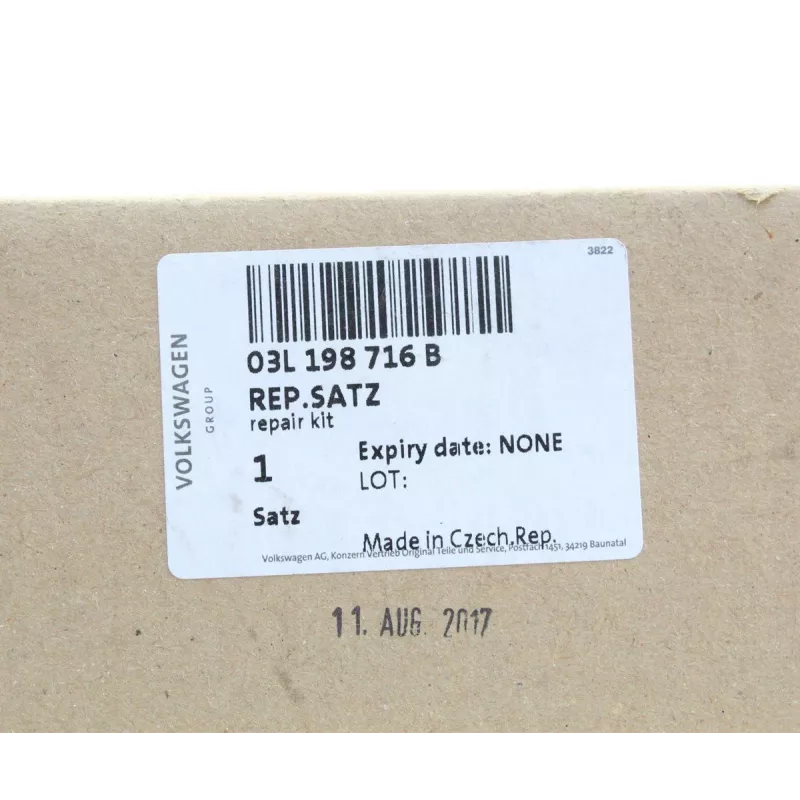 3822
VOLKSWAGEN
GROUP
03L 198 716 B
REP.SATZ
repair kit
1
Expiry date: NONE
LOT:
Satz
Made in Czech.Rep.
Volkswagen AG, Konzern Vertrieb Original Teile und Service, Postfach 1451, 34219 Baunatal
11. AUG. 2017